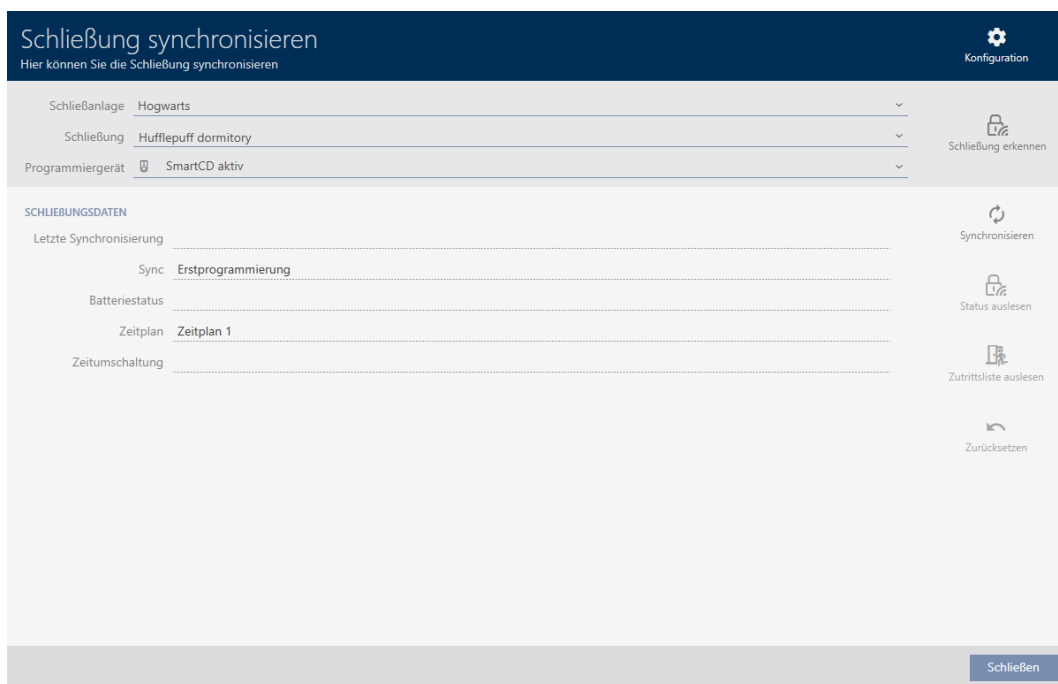 Schließung synchronisieren
Hier können Sie die Schließung synchronisieren
Konfiguration
Schließanlage Hogwarts
Schließung Hufflepuff dormitory
Programmiergerät SmartCD aktiv
Schließung erkennen
SCHLIEßUNGSDATEN
Letzte Synchronisierung
Sync Erstprogrammierung
Batteriestatus
Zeitplan Zeitplan 1
Zeitumschaltung
Synchronisieren
Status auslesen
Zutrittsliste auslesen
Zurücksetzen
Schließen